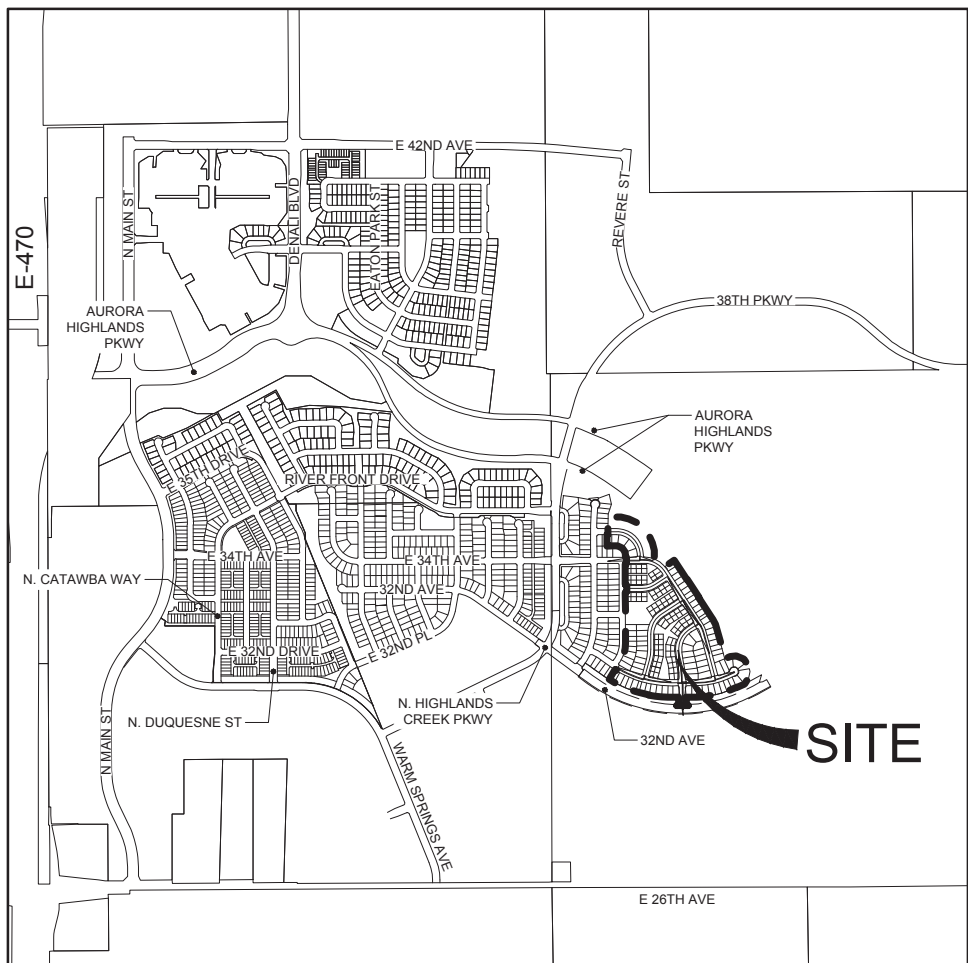 E 42ND AVE
N MAIN ST
DENALI BLVD
EATON PARK ST
REVERE ST
E-470
38TH PKWY
AURORA
HIGHLANDS
PKWY
AURORA
HIGHLANDS
PKWY
E 35TH DRIVE
RIVER FRONT DRIVE
E 34TH AVE
E 34TH AVE
N. CATAWBA WAY
32ND AVE
E 32ND DRIVE
E 32ND PL
N. DUQUESNE ST
N. HIGHLANDS
CREEK PKWY
32ND AVE
SITE
N MAIN ST
WARM SPRINGS AVE
E 26TH AVE